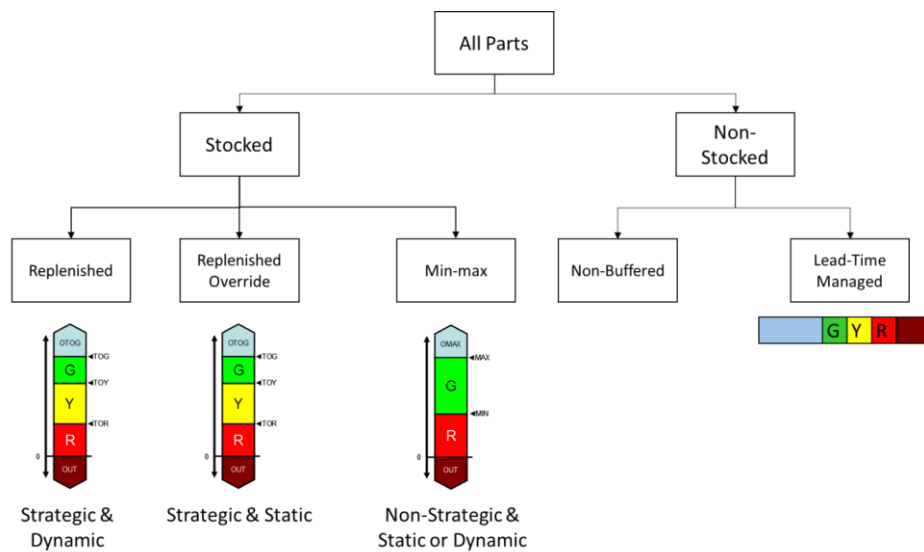 All Parts
Stocked
Non-
Stocked
Replenished
Replenished
Override
Min-max
Non-Buffered
Lead-Time
Managed
OTOG
TOG
G
TOY
Y
TOR
R
0
OUT
OTOG
TOG
G
TOY
Y
TOR
R
0
OUT
OMAX
MAX
G
MIN
R
0
OUT
G Y R
Strategic &
Dynamic
Strategic & Static
Non-Strategic &
Static or Dynamic